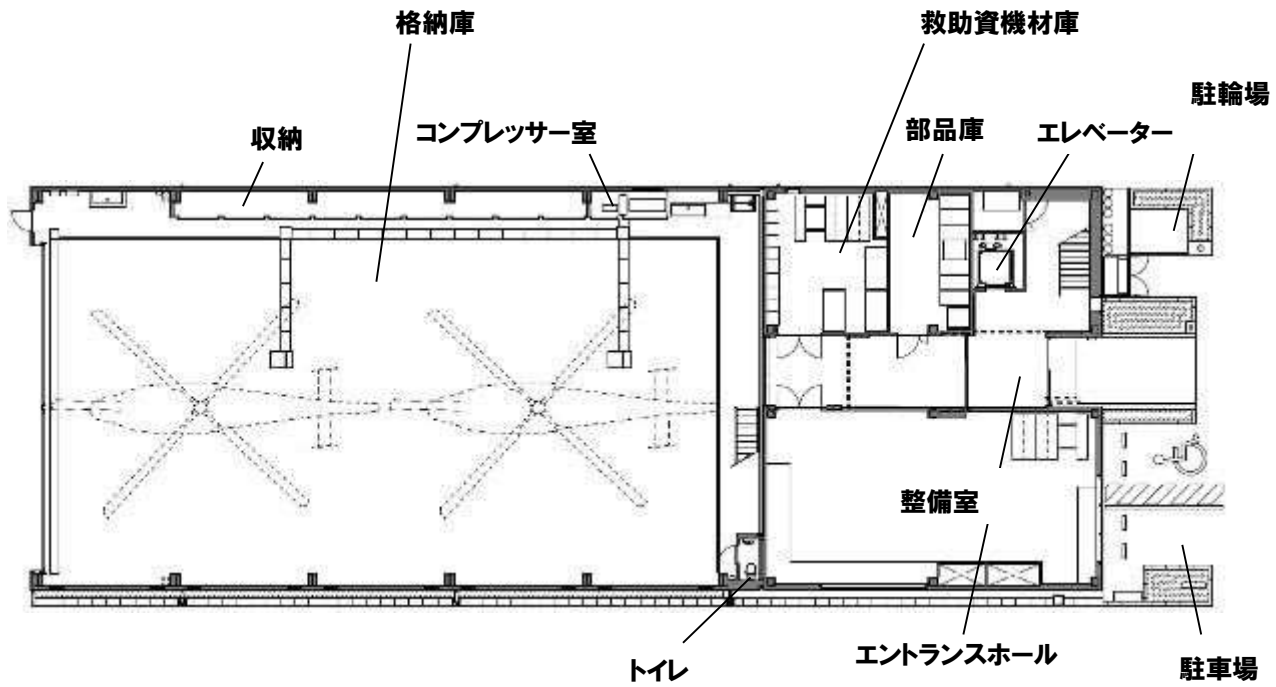 格納庫
救助資機材庫
駐輪場
収納
コンプレッサー室
部品庫
エレベーター
整備室
トイレ
エントランスホール
駐車場